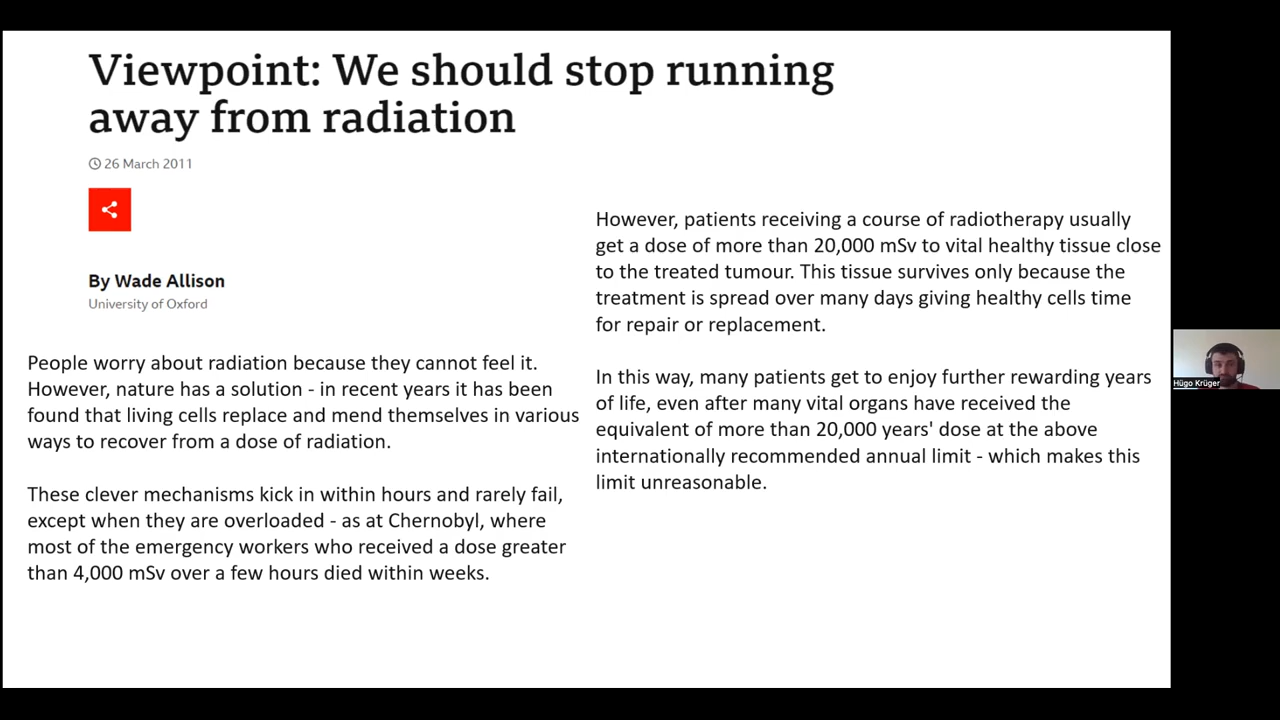 Viewpoint: We should stop running
away from radiation
26 March 2011
By Wade Allison
University of Oxford
People worry about radiation because they cannot feel it.
However, nature has a solution - in recent years it has been
found that living cells replace and mend themselves in various
ways to recover from a dose of radiation.
These clever mechanisms kick in within hours and rarely fail,
except when they are overloaded - as at Chernobyl, where
most of the emergency workers who received a dose greater
than 4,000 mSv over a few hours died within weeks.
However, patients receiving a course of radiotherapy usually
get a dose of more than 20,000 mSv to vital healthy tissue close
to the treated tumour. This tissue survives only because the
treatment is spread over many days giving healthy cells time
for repair or replacement.
In this way, many patients get to enjoy further rewarding years
of life, even after many vital organs have received the
equivalent of more than 20,000 years' dose at the above
internationally recommended annual limit - which makes this
limit unreasonable.
Hügo Krüger